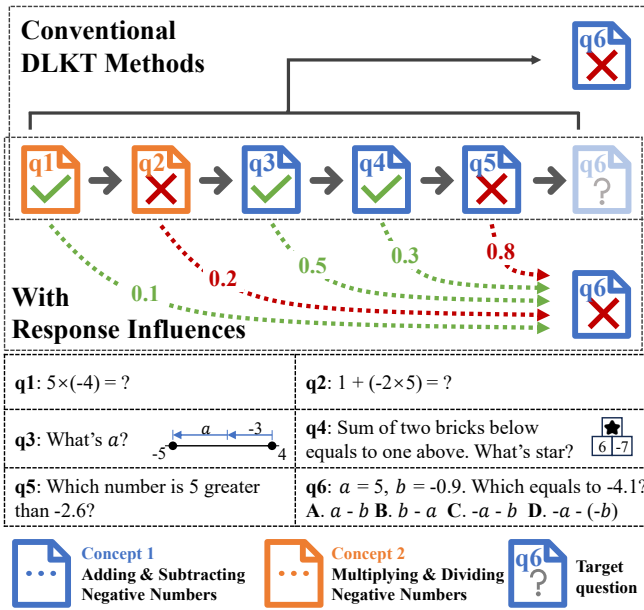 Conventional
DLKT Methods
q6
q1
q2
q3
q4
q5
q6
?
0.1
0.2
0.5
0.3
0.8
q6
With
Response Influences
q1: 5×(-4) = ?
q2: 1 + (-2×5) = ?
q3: What's a?
a
-3
-5
4
q4: Sum of two bricks below
equals to one above. What's star?
6
-7
q5: Which number is 5 greater
than -2.6?
q6: a = 5, b = -0.9. Which equals to -4.1?
A. a - b B. b - a C. -a - b D. -a - (-b)
Concept 1
Adding & Subtracting
Negative Numbers
Concept 2
Multiplying & Dividing
Negative Numbers
q6
?
Target
question